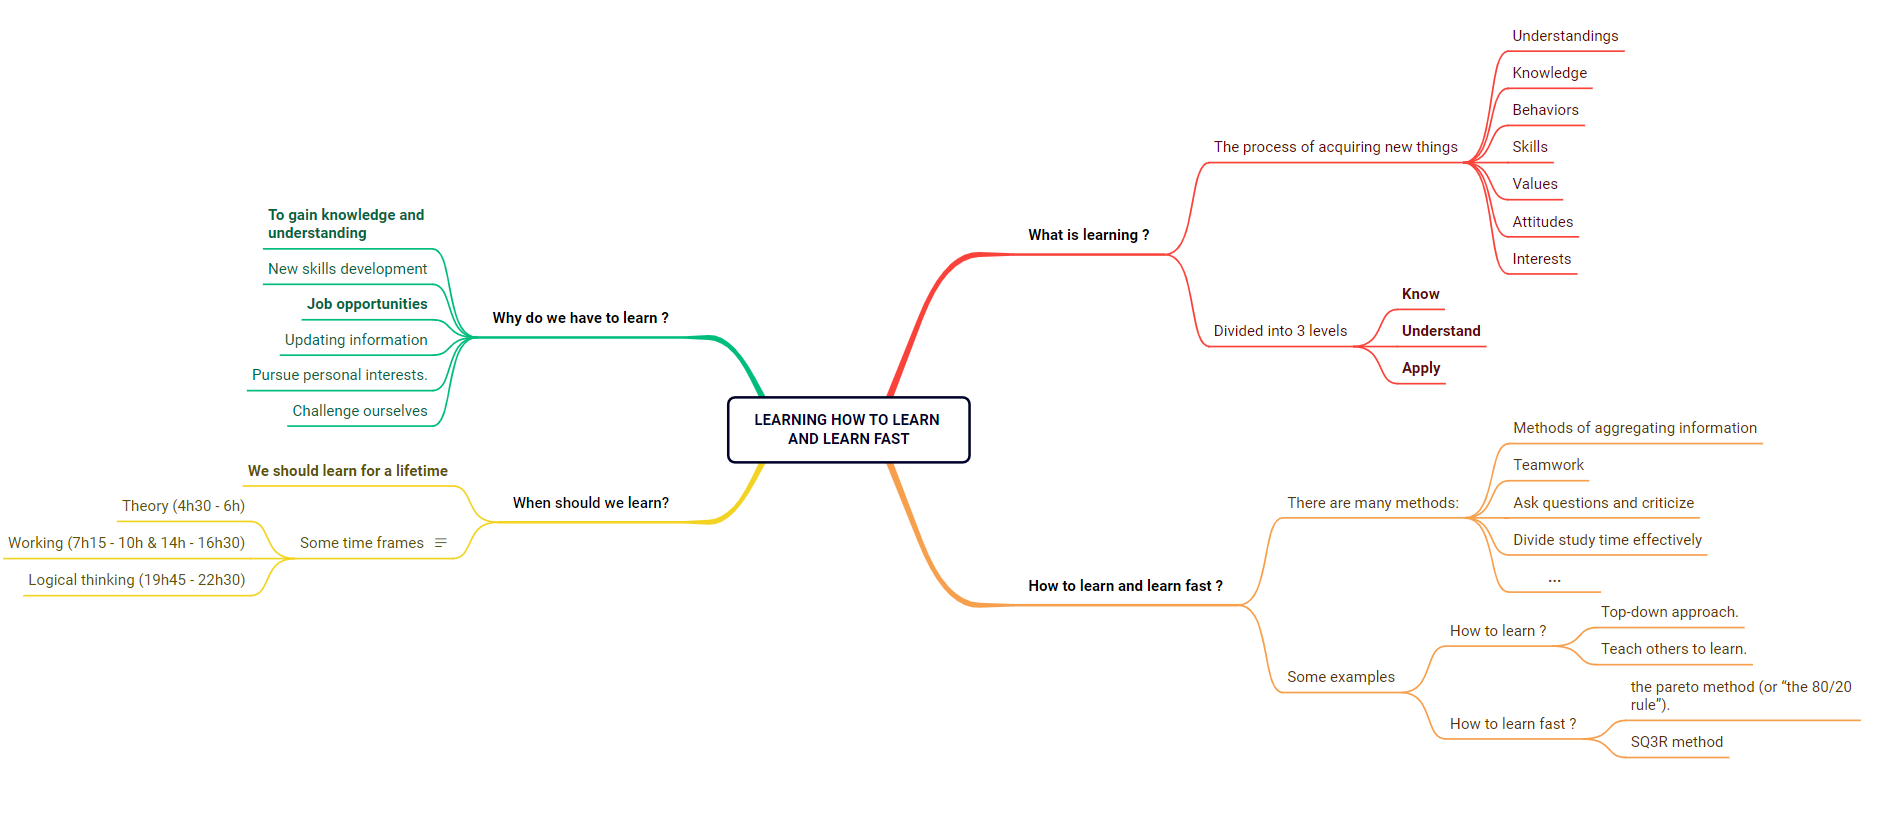 LEARNING HOW TO LEARN
AND LEARN FAST
What is learning ?
The process of acquiring new things
Understandings
Knowledge
Behaviors
Skills
Values
Attitudes
Interests
Divided into 3 levels
Know
Understand
Apply
How to learn and learn fast ?
There are many methods:
Methods of aggregating information
Teamwork
Ask questions and criticize
Divide study time effectively
...
Some examples
How to learn ?
Top-down approach.
Teach others to learn.
How to learn fast ?
the pareto method (or “the 80/20
rule”).
SQ3R method
Why do we have to learn ?
To gain knowledge and
understanding
New skills development
Job opportunities
Updating information
Pursue personal interests.
Challenge ourselves
When should we learn?
We should learn for a lifetime
Some time frames
Theory (4h30 - 6h)
Working (7h15 - 10h & 14h - 16h30)
Logical thinking (19h45 - 22h30)